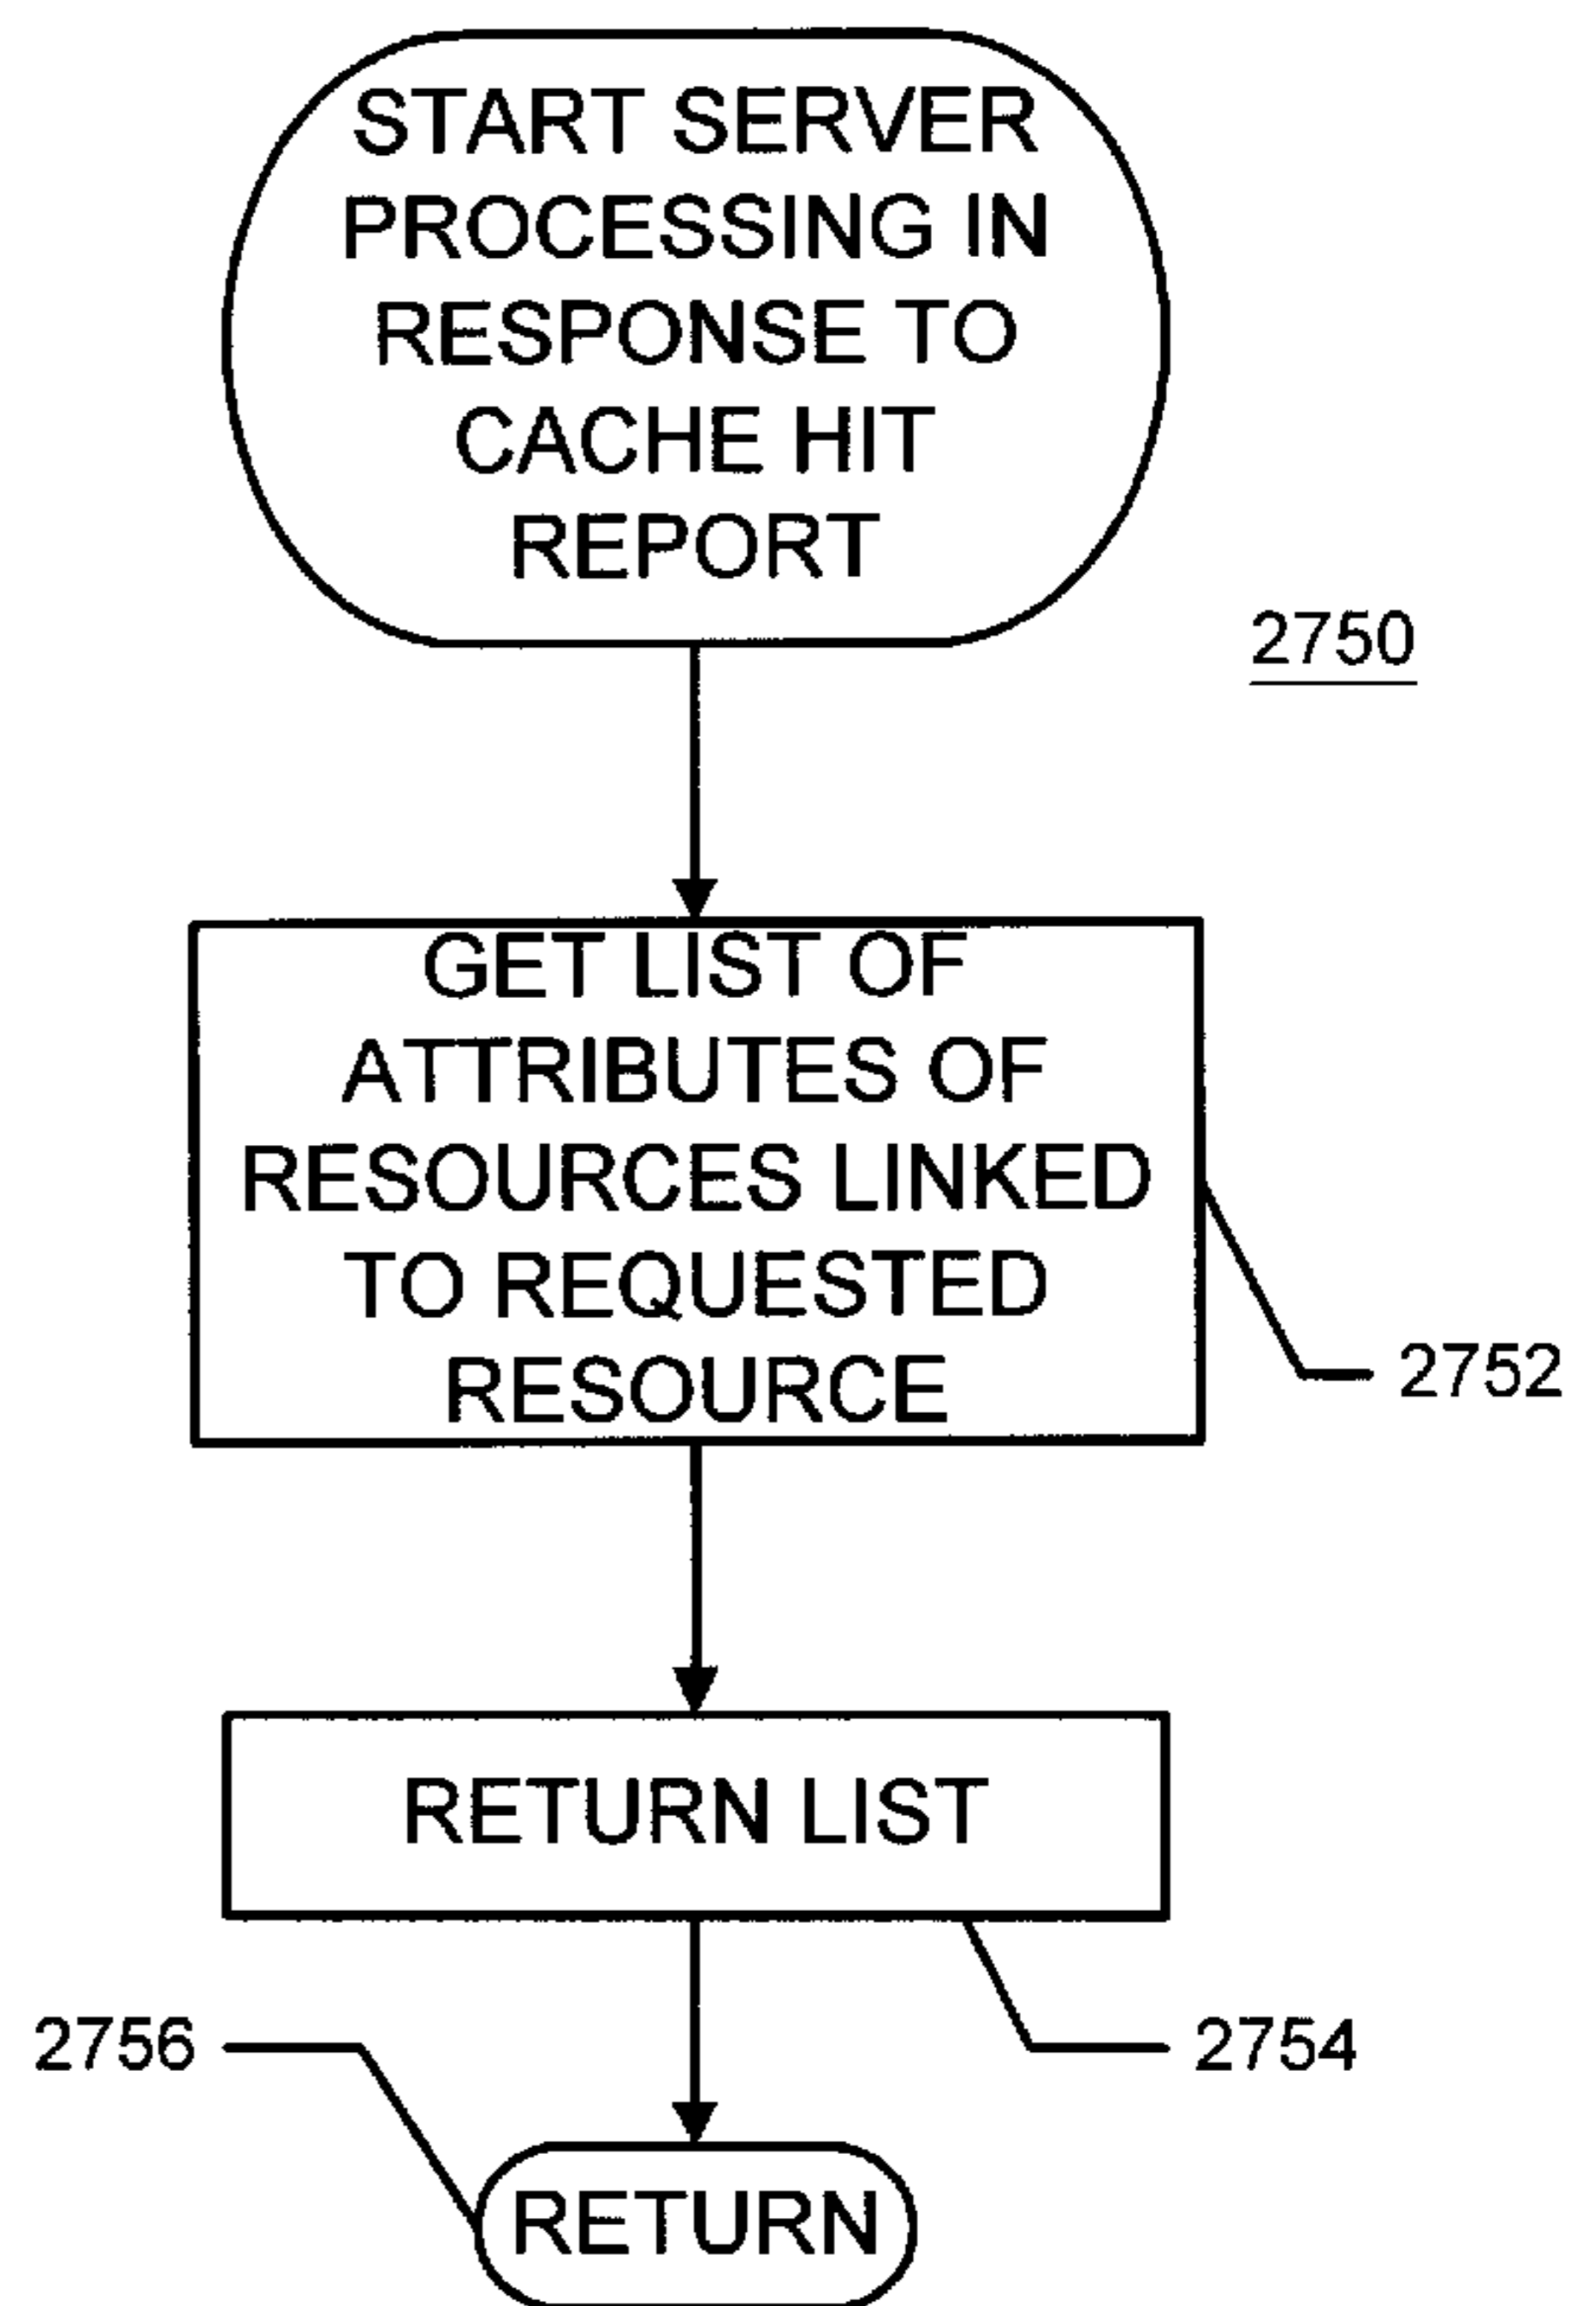 START SERVER
PROCESSING IN
RESPONSE TO
CACHE HIT
REPORT
2750
GET LIST OF
ATTRIBUTES OF
RESOURCES LINKED
TO REQUESTED
RESOURCE
2752
RETURN LIST
2756
2754
RETURN